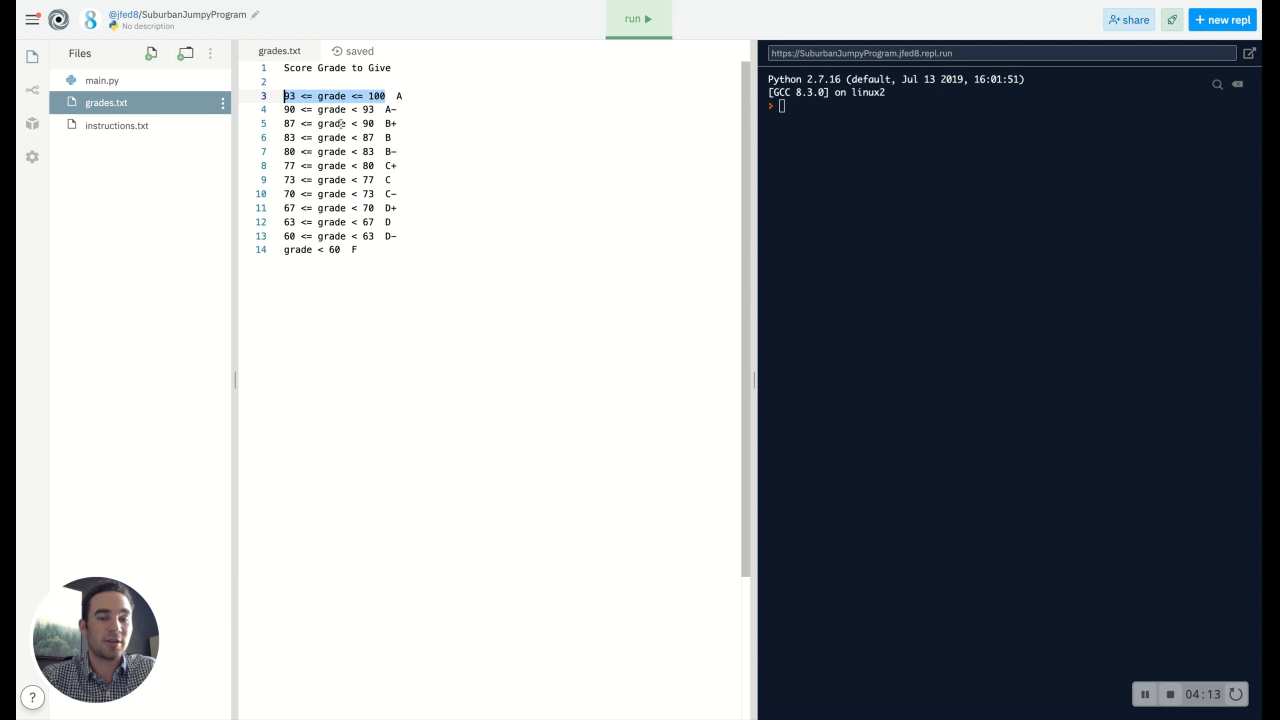 @jfed8/SuburbanJumpyProgram
No description
run
share
+ new repl
Files
main.py
grades.txt
instructions.txt
grades.txt
saved
1 Score Grade to Give
2
3 93 <= grade <= 100 A
4 90 <= grade < 93 A-
5 87 <= grade < 90 B+
6 83 <= grade < 87 B
7 80 <= grade < 83 B-
8 77 <= grade < 80 C+
9 73 <= grade < 77 C
10 70 <= grade < 73 C-
11 67 <= grade < 70 D+
12 63 <= grade < 67 D
13 60 <= grade < 63 D-
14 grade < 60 F
https://SuburbanJumpyProgram.jfed8.repl.run
Python 2.7.16 (default, Jul 13 2019, 16:01:51)
[GCC 8.3.0] on linux2
?
04:13